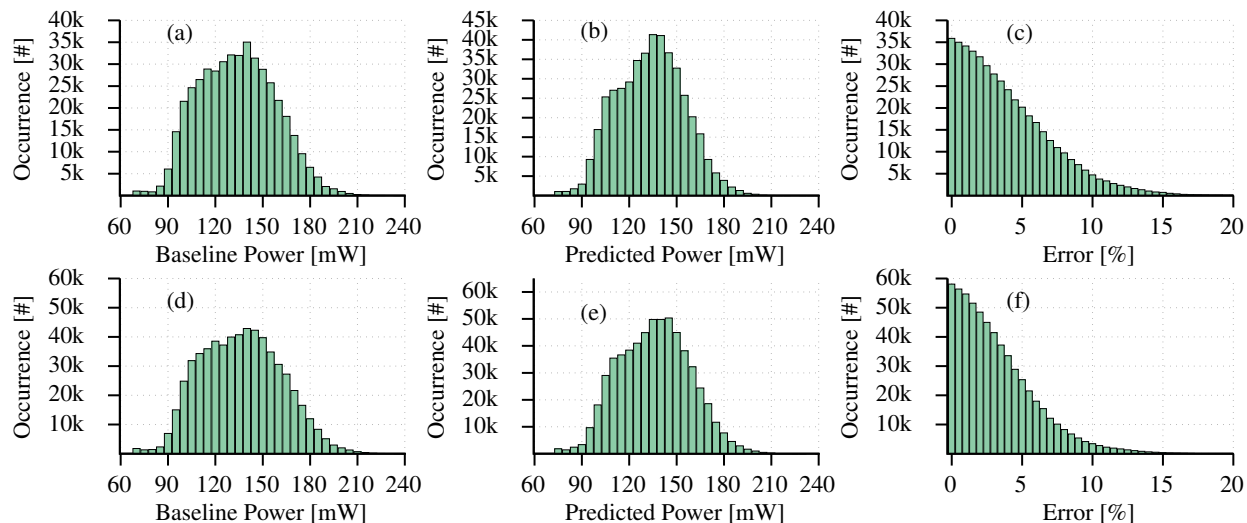 Occurrence [#]
40k
35k
30k
25k
20k
15k
10k
5k
(a)
60 90 120 150 180 210 240
Baseline Power [mW]
Occurrence [#]
45k
40k
35k
30k
25k
20k
15k
10k
5k
(b)
60 90 120 150 180 210 240
Predicted Power [mW]
Occurrence [#]
40k
35k
30k
25k
20k
15k
10k
5k
(c)
0 5 10 15 20
Error [%]
Occurrence [#]
60k
50k
40k
30k
20k
10k
(d)
60 90 120 150 180 210 240
Baseline Power [mW]
Occurrence [#]
60k
50k
40k
30k
20k
10k
(e)
60 90 120 150 180 210 240
Predicted Power [mW]
Occurrence [#]
60k
50k
40k
30k
20k
10k
(f)
0 5 10 15 20
Error [%]